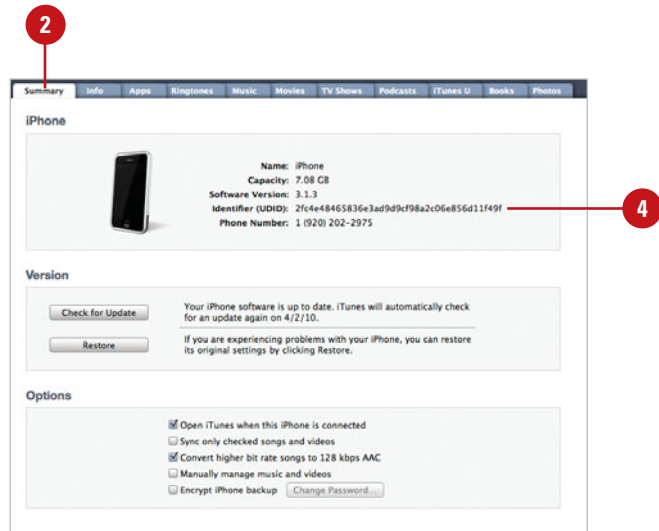 2
Summary Info Apps Ringtones Music Movies TV Shows Podcasts iTunes U Books Photos
iPhone
Name: iPhone
Capacity: 7.08 GB
Software Version: 3.1.3
Identifier (UDID): 2fc4e48465836e3ad9d9cf98a2c06e856d11f49f
4
Phone Number: 1 (920) 202-2975
Version
Check for Update
Your iPhone software is up to date. iTunes will automatically check
for an update again on 4/2/10.
Restore
If you are experiencing problems with your iPhone, you can restore
its original settings by clicking Restore.
Options
Open iTunes when this iPhone is connected
Sync only checked songs and videos
Convert higher bit rate songs to 128 kbps AAC
Manually manage music and videos
Encrypt iPhone backup Change Password...